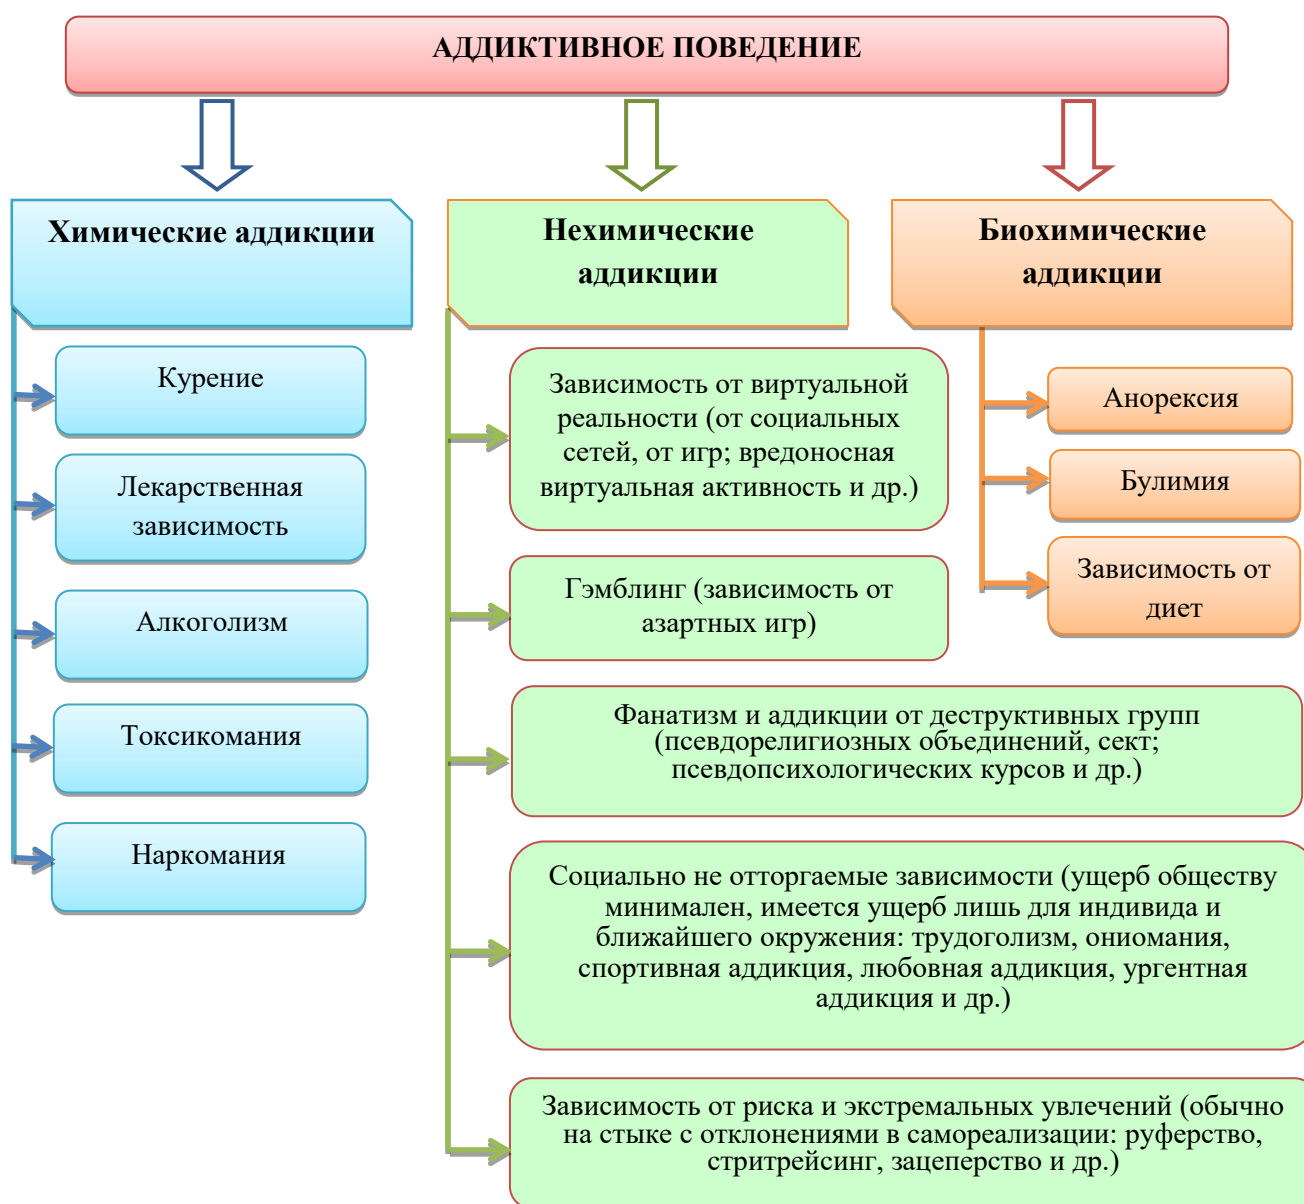 АДДИКТИВНОЕ ПОВЕДЕНИЕ
Химические аддикции
Курение
Лекарственная
зависимость
Алкоголизм
Токсикомания
Наркомания
Нехимические
аддикции
Зависимость от виртуальной
реальности (от социальных
сетей, от игр; вредоносная
виртуальная активность и др.)
Гэмблинг (зависимость от
азартных игр)
Фанатизм и аддикции от деструктивных групп
(псевдорелигиозных объединений, сект;
псевдопсихологических курсов и др.)
Социально не отторгаемые зависимости (ущерб обществу
минимален, имеется ущерб лишь для индивида и
ближайшего окружения: трудоголизм, ониомания,
спортивная аддикция, любовная аддикция, ургентная
аддикция и др.)
Зависимость от риска и экстремальных увлечений (обычно
на стыке с отклонениями в самореализации: руферство,
стритрейсинг, зацеперство и др.)
Биохимические
аддикции
Анорексия
Булимия
Зависимость от
диет